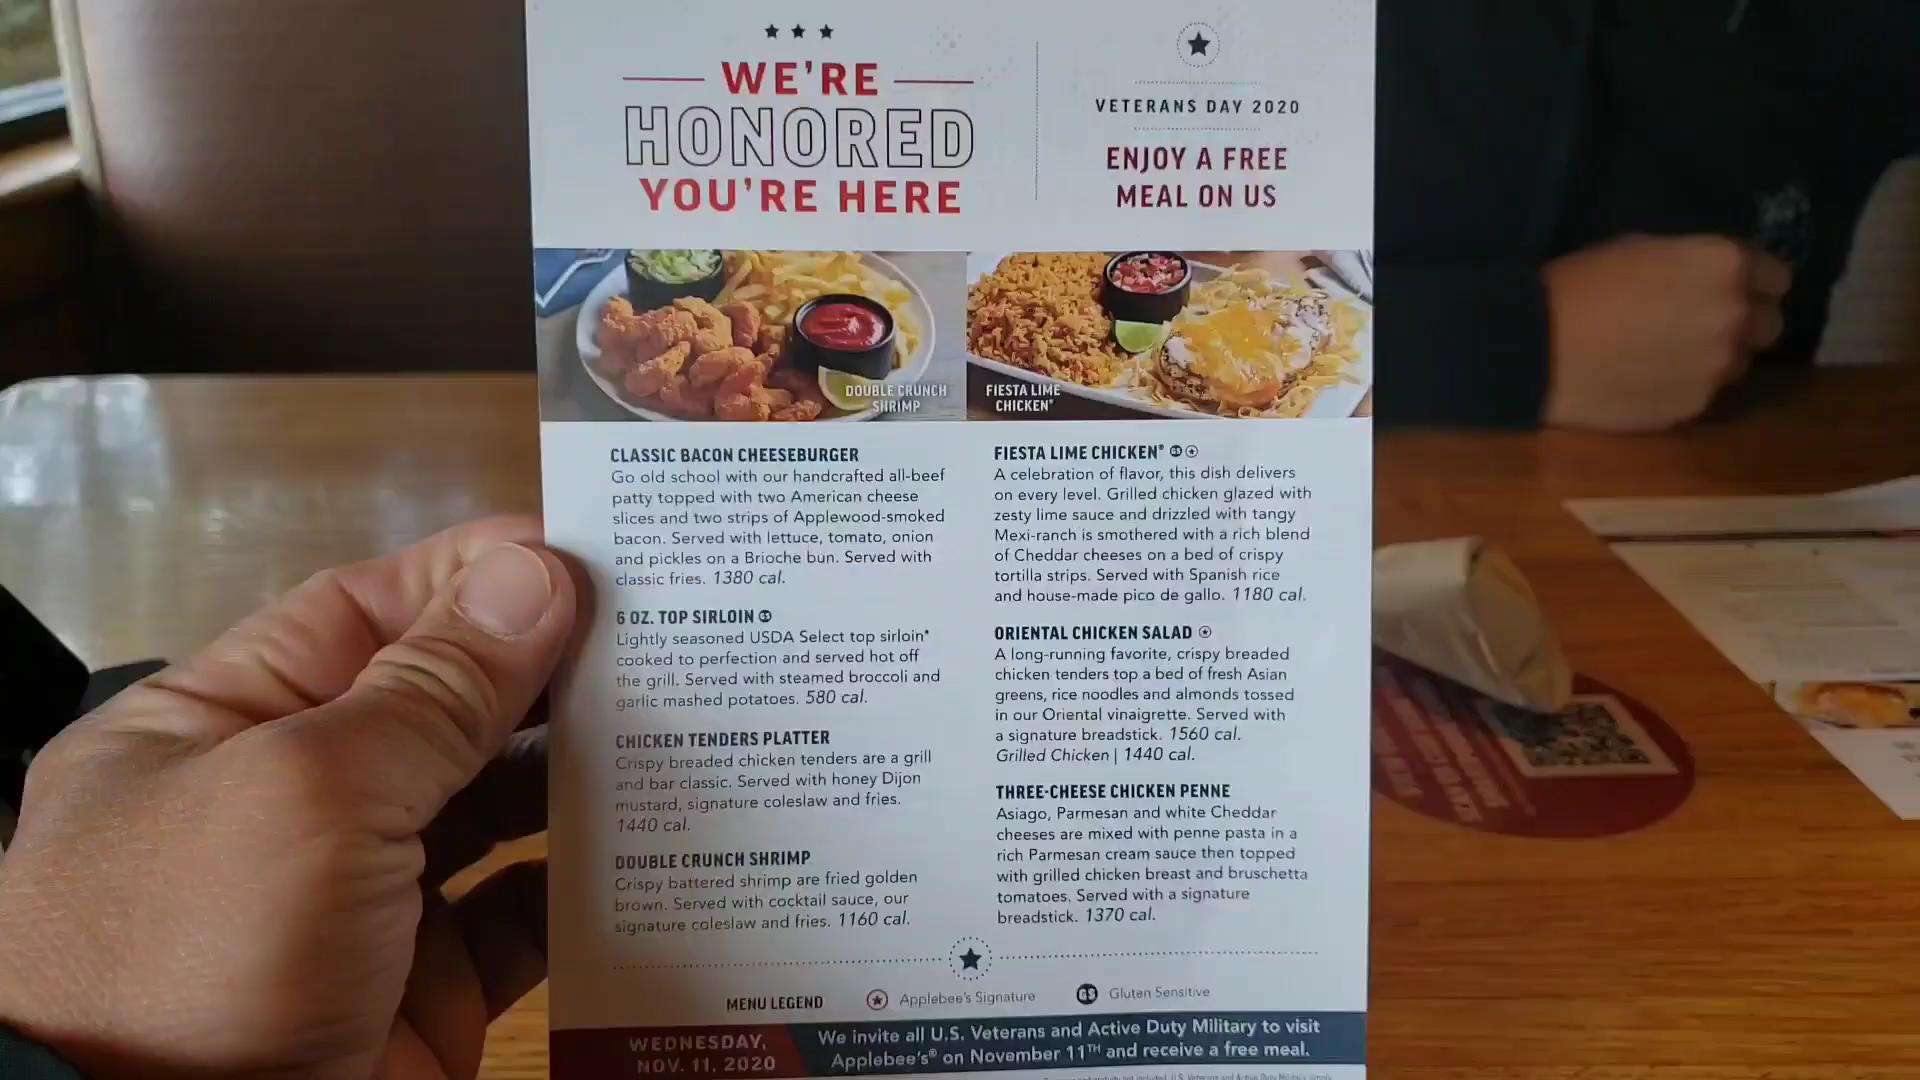 WE'RE
HONORED
YOU'RE HERE
VETERANS DAY 2020
ENJOY A FREE
MEAL ON US
DOUBLE CRUNCH
SHRIMP
FIESTA LIME
CHICKEN®
CLASSIC BACON CHEESEBURGER
Go old school with our handcrafted all-beef
patty topped with two American cheese
slices and two strips of Applewood-smoked
bacon. Served with lettuce, tomato, onion
and pickles on a Brioche bun. Served with
classic fries. 1380 cal.
6 OZ. TOP SIRLOIN GS
Lightly seasoned USDA Select top sirloin*
cooked to perfection and served hot off
the grill. Served with steamed broccoli and
garlic mashed potatoes. 580 cal.
CHICKEN TENDERS PLATTER
Crispy breaded chicken tenders are a grill
and bar classic. Served with honey Dijon
mustard, signature coleslaw and fries.
1440 cal.
DOUBLE CRUNCH SHRIMP
Crispy battered shrimp are fried golden
brown. Served with cocktail sauce, our
signature coleslaw and fries. 1160 cal.
FIESTA LIME CHICKEN® GS
A celebration of flavor, this dish delivers
on every level. Grilled chicken glazed with
zesty lime sauce and drizzled with tangy
Mexi-ranch is smothered with a rich blend
of Cheddar cheeses on a bed of crispy
tortilla strips. Served with Spanish rice
and house-made pico de gallo. 1180 cal.
ORIENTAL CHICKEN SALAD
A long-running favorite, crispy breaded
chicken tenders top a bed of fresh Asian
greens, rice noodles and almonds tossed
in our Oriental vinaigrette. Served with
a signature breadstick. 1560 cal.
Grilled Chicken | 1440 cal.
THREE-CHEESE CHICKEN PENNE
Asiago, Parmesan and white Cheddar
cheeses are mixed with penne pasta in a
rich Parmesan cream sauce then topped
with grilled chicken breast and bruschetta
tomatoes. Served with a signature
breadstick. 1370 cal.
MENU LEGEND Applebee's Signature GS Gluten Sensitive
WEDNESDAY,
NOV. 11, 2020
We invite all U.S. Veterans and Active Duty Military to visit
Applebee's® on November 11TH and receive a free meal.